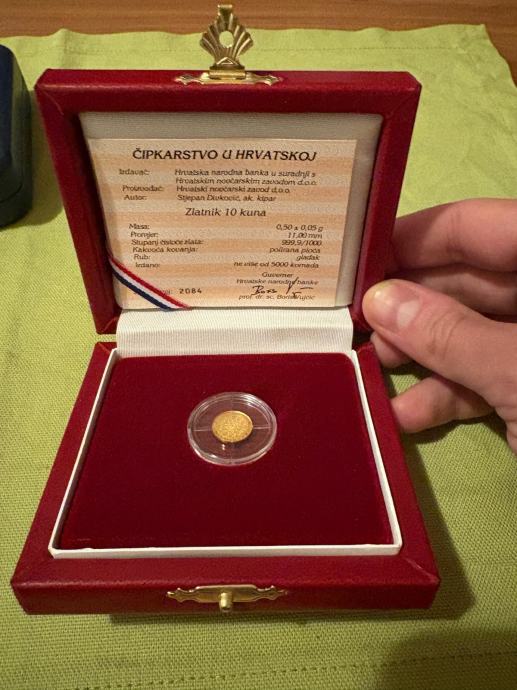 ČIPKARSTVO U HRVATSKOJ
Izdavač: Hrvatska narodna banka u suradnji s
Hrvatskim novčarskim zavodom d.o.o.
Proizvođač: Hrvatski novčarski zavod d.o.o.
Autor: Stjepan Divković, ak. kipar
Zlatnik 10 kuna
Masa: 0,50 ± 0,05 g
Promjer: 11,00 mm
Stupanj čistoće zlata: 999,9/1000
Kakvoća kovanja: polirana ploča
Rub: gladak
Izdano: ne više od 5000 komada
Guverner
Hrvatske narodne banke
2084
prof. dr. sc. Boris Vujčić